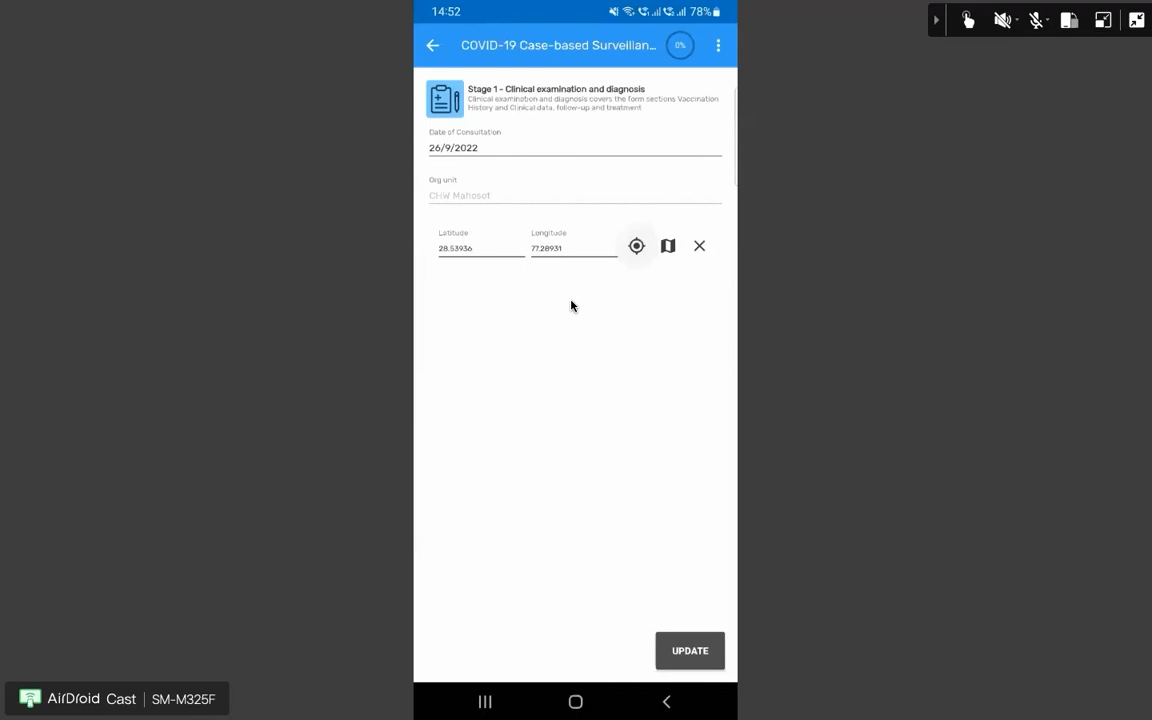 14:52
78%
COVID-19 Case-based Surveillan...
0%
Stage 1 - Clinical examination and diagnosis
Clinical examination and diagnosis covers the form sections Vaccination
History and Clinical data, follow-up and treatment
Date of Consultation
26/9/2022
Org unit
CHW Mahosot
Latitude
Longitude
28.53936
77.28931
UPDATE
AirDroid Cast | SM-M325F